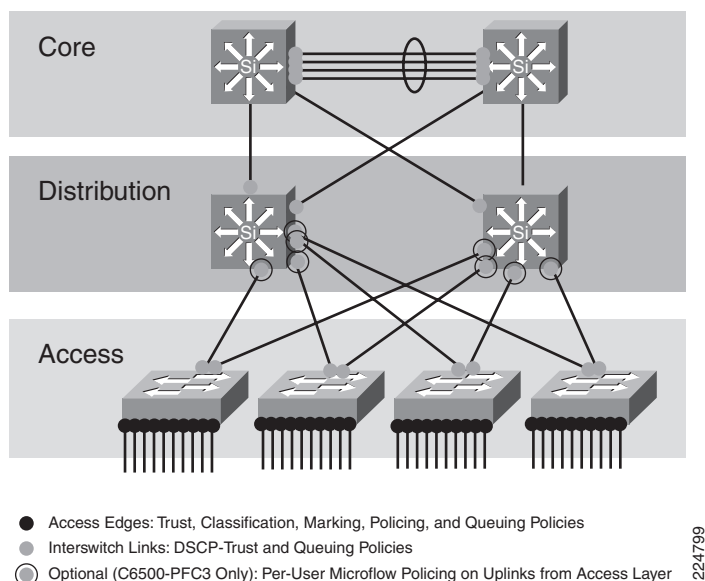 Core
Si
Si
Distribution
Si
Si
Access
Access Edges: Trust, Classification, Marking, Policing, and Queuing Policies
Interswitch Links: DSCP-Trust and Queuing Policies
Optional (C6500-PFC3 Only): Per-User Microflow Policing on Uplinks from Access Layer
224799